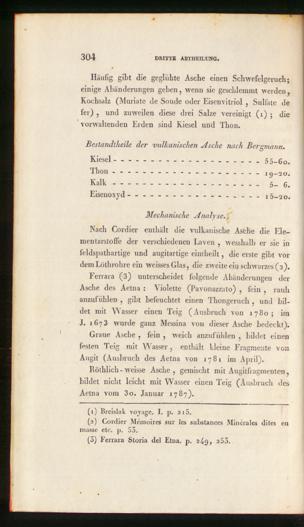 304 DRITTE ABTHEILUNG.
Häufig gibt die geglühte Asche einen Schwefelgeruch;
einige Abänderungen geben, wenn sie geschlemmt werden,
Kochsalz (Muriate de Soude oder Eisenvitriol, Sulfate de
fer), und zuweilen diese drei Salze vereinigt (1); die
vorwaltenden Erden sind Kiesel und Thon.
Bestandtheile der vulkanischen Asche nach Bergmann.
Kiesel - - - - - - - - - - - - - - - - - - - 55-60.
Thon - - - - - - - - - - - - - - - - - - - 19-20.
Kalk - - - - - - - - - - - - - - - - - - - 5- 6.
Eisenoxyd - - - - - - - - - - - - - - - - - 15-20.
Mechanische Analyse.
Nach Cordier enthält die vulkanische Asche die Ele-
mentarstoffe der verschiedenen Laven, weshalb er sie in
feldspathartige und augitartige eintheilt, die erste gibt vor
dem Löthrohre ein weisses Glas, die zweite ein schwarzes (2).
Ferrara (3) unterscheidet folgende Abänderungen der
Asche des Aetna: Violette (Pavonazzato), fein, rauh
anzufühlen, gibt befeuchtet einen Thongeruch, und bil-
det mit Wasser einen Teig (Ausbruch von 1780; im
J. 1673 wurde ganz Messina von dieser Asche bedeckt).
Graue Asche, fein, weich anzufühlen, bildet einen
festen Teig mit Wasser, enthält kleine Fragmente von
Augit (Ausbruch des Aetna von 1781 im April).
Röthlich-weisse Asche, gemischt mit Augitfragmenten,
bildet nicht leicht mit Wasser einen Teig (Ausbruch des
Aetna vom 30. Januar 1787).
(1) Breislak voyage. I. p. 215.
(2) Cordier Mémoires sur les substances Minérales dites en
masse etc. p. 53.
(3) Ferrara Storia del Etna. p. 249, 253.